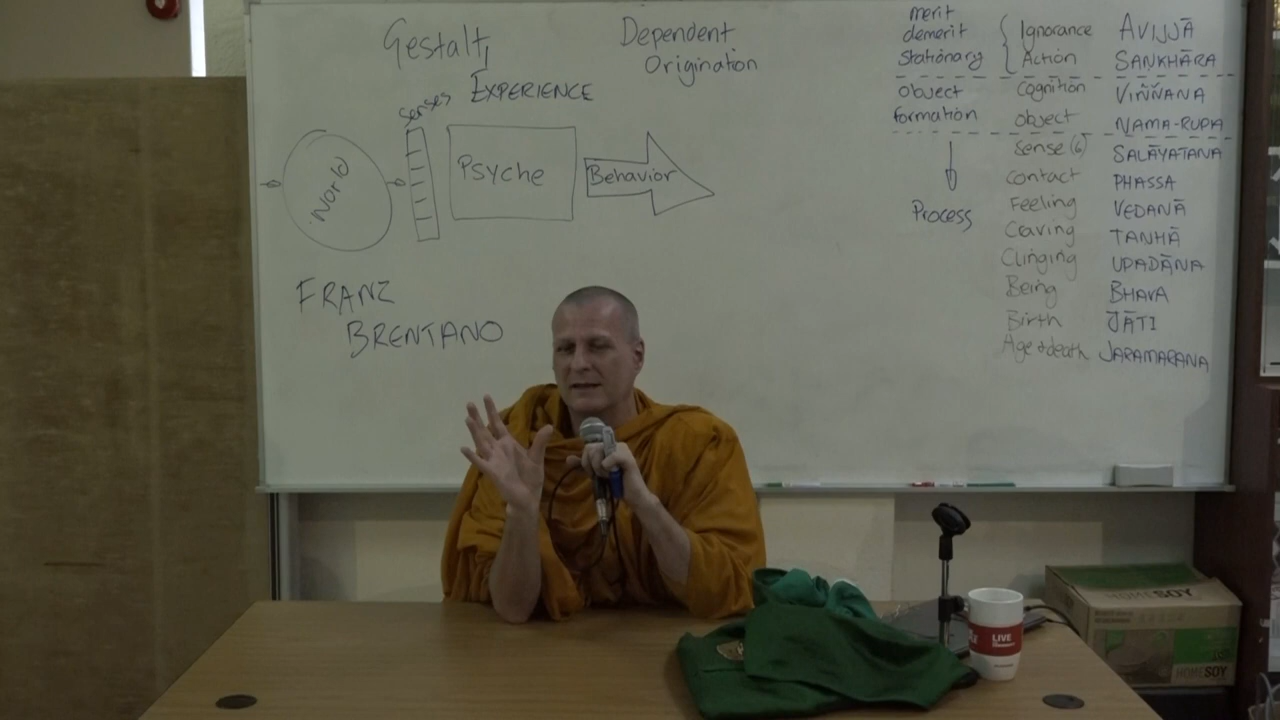 Gestalt,
EXPERIENCE
Senses
World
Psyche
Behavior
FRANZ
BRENTANO
Dependent
Origination
merit
demerit
Stationary
object
formation
Process
Ignorance AVIJJĀ
Action SANKHĀRA
Cognition VIÑÑANA
object NAMA-RUPA
Sense (6) SALĀYATANA
contact PHASSA
Feeling VEDANĀ
Craving TANHĀ
Clinging UPADĀNA
Being BHAVA
Birth JĀTI
Age & death JARAMARANA
LIVE
HOMESOY
HOMESOY